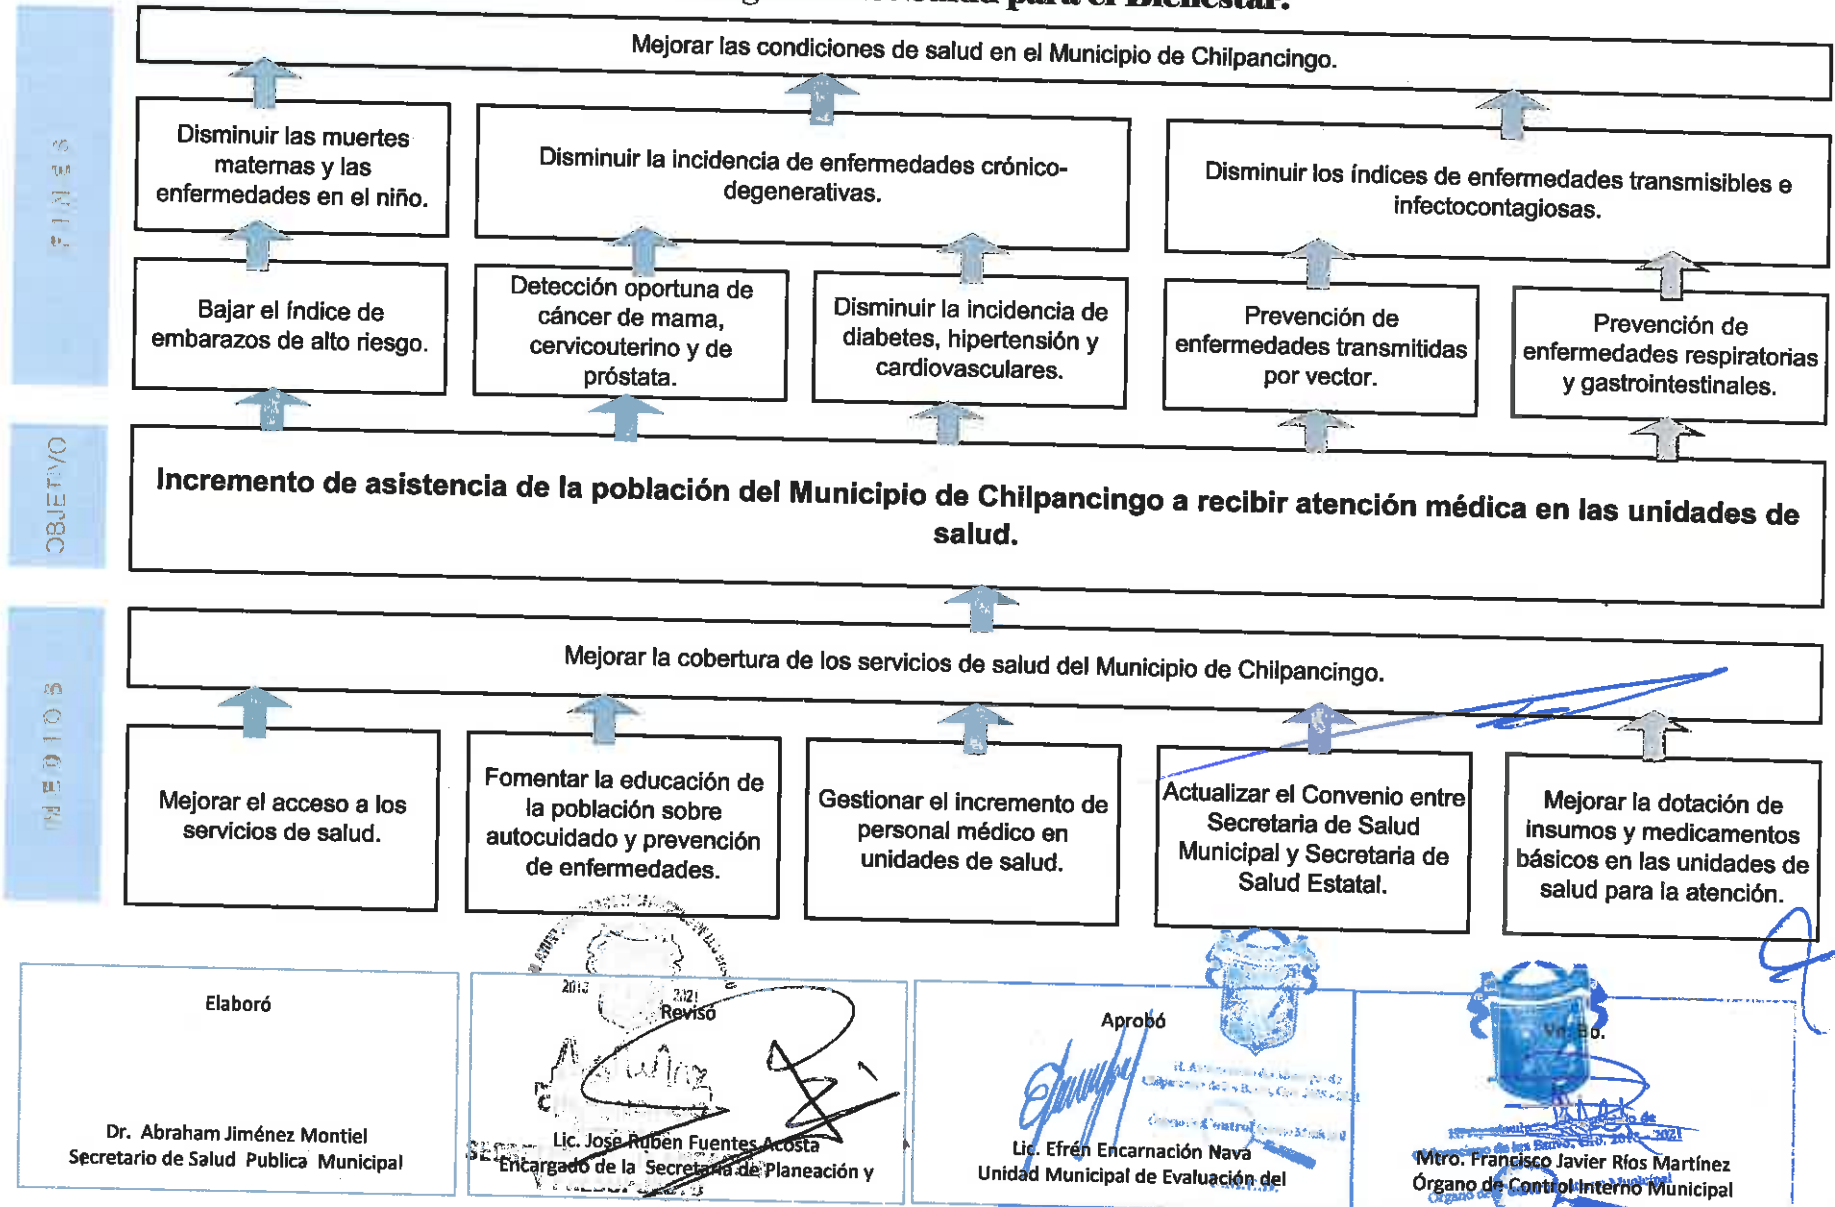 para el Bienestar.
Mejorar las condiciones de salud en el Municipio de Chilpancingo.
FINES
Disminuir las muertes
maternas y las
enfermedades en el niño.
Disminuir la incidencia de enfermedades crónico-
degenerativas.
Disminuir los índices de enfermedades transmisibles e
infectocontagiosas.
Bajar el índice de
embarazos de alto riesgo.
Detección oportuna de
cáncer de mama,
cervicouterino y de
próstata.
Disminuir la incidencia de
diabetes, hipertensión y
cardiovasculares.
Prevención de
enfermedades transmitidas
por vector.
Prevención de
enfermedades respiratorias
y gastrointestinales.
OBJETIVO
Incremento de asistencia de la población del Municipio de Chilpancingo a recibir atención médica en las unidades de
salud.
MEDIOS
Mejorar la cobertura de los servicios de salud del Municipio de Chilpancingo.
Mejorar el acceso a los
servicios de salud.
Fomentar la educación de
la población sobre
autocuidado y prevención
de enfermedades.
Gestionar el incremento de
personal médico en
unidades de salud.
Actualizar el Convenio entre
Secretaria de Salud
Municipal y Secretaria de
Salud Estatal.
Mejorar la dotación de
insumos y medicamentos
básicos en las unidades de
salud para la atención.
Elaboró
Dr. Abraham Jiménez Montiel
Secretario de Salud Publica Municipal
2021
Revisó
Lic. José Rubén Fuentes Acosta
Encargado de la Secretaría de Planeación y
Aprobó
Lic. Efrén Encarnación Nava
Unidad Municipal de Evaluación del
Vo. Bo.
Mtro. Francisco Javier Ríos Martínez
Órgano de Control Interno Municipal